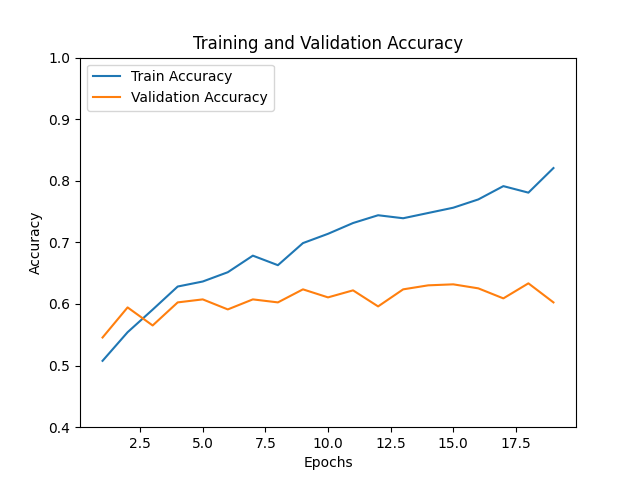 Training and Validation Accuracy
Train Accuracy
Validation Accuracy
1.0
0.9
0.8
0.7
0.6
0.5
0.4
Accuracy
2.5 5.0 7.5 10.0 12.5 15.0 17.5
Epochs